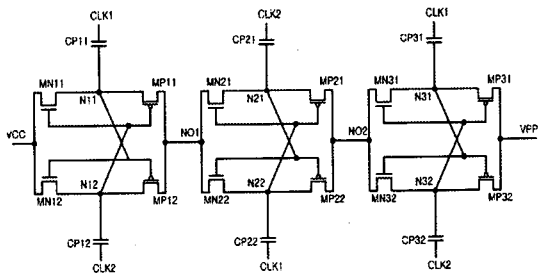 CLK1 CLK2 CLK1
CP11 CP21 CP31
MN11 MP11 MN21 MP21 MN31 MP31
N11 N21 N31
VCC NO1 NO2 VPP
N12 N22 N32
MN12 MP12 MN22 MP22 MN32 MP32
CP12 CP22 CP32
CLK2 CLK1 CLK2